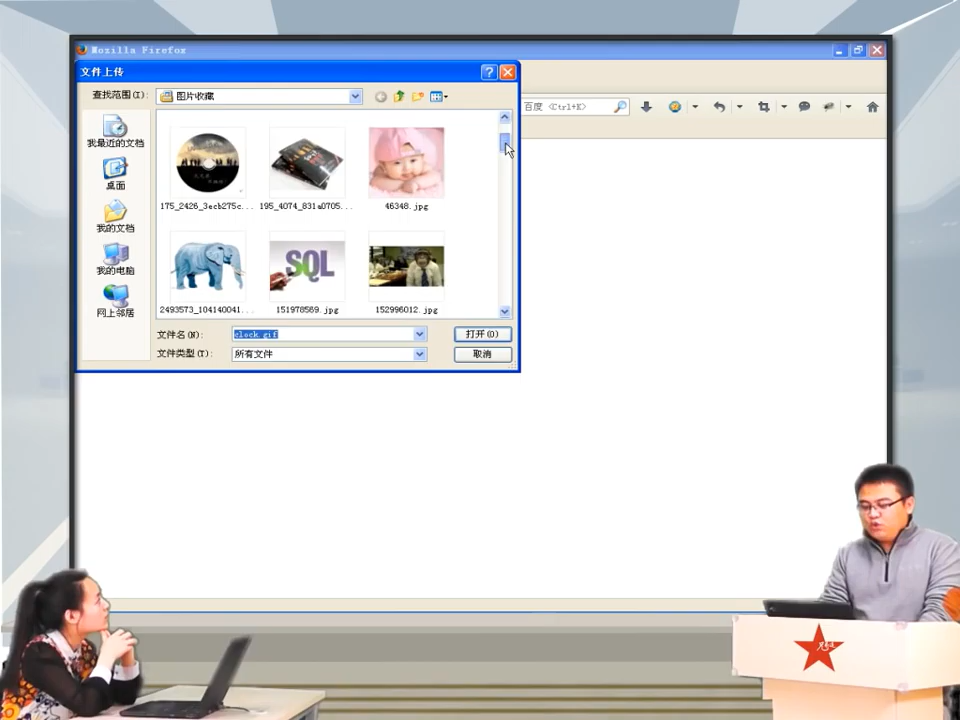 Mozilla Firefox
文件上传
查找范围(I):
图片收藏
百度 <Ctrl+K>
我最近的文档
桌面
我的文档
我的电脑
网上邻居
175_2426_3ecb275c...
195_4074_831a0705...
46348.jpg
SQL
2493573_104140041...
151978569.jpg
152996012.jpg
文件名(N):
clock.gif
打开(O)
文件类型(T):
所有文件
取消